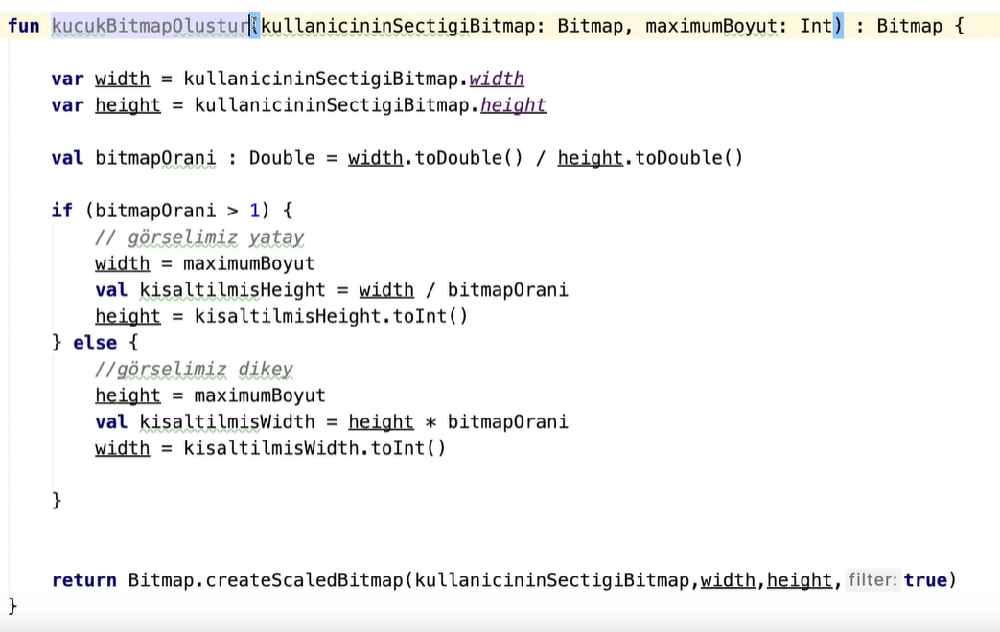 fun kucukBitmapOlustur(kullanicininSectigiBitmap: Bitmap, maximumBoyut: Int) : Bitmap {
var width = kullanicininSectigiBitmap.width
var height = kullanicininSectigiBitmap.height
val bitmapOrani : Double = width.toDouble() / height.toDouble()
if (bitmapOrani > 1) {
// görselimiz yatay
width = maximumBoyut
val kisaltilmisHeight = width / bitmapOrani
height = kisaltilmisHeight.toInt()
} else {
//görselimiz dikey
height = maximumBoyut
val kisaltilmisWidth = height * bitmapOrani
width = kisaltilmisWidth.toInt()
}
return Bitmap.createScaledBitmap(kullanicininSectigiBitmap,width,height, filter: true)
}